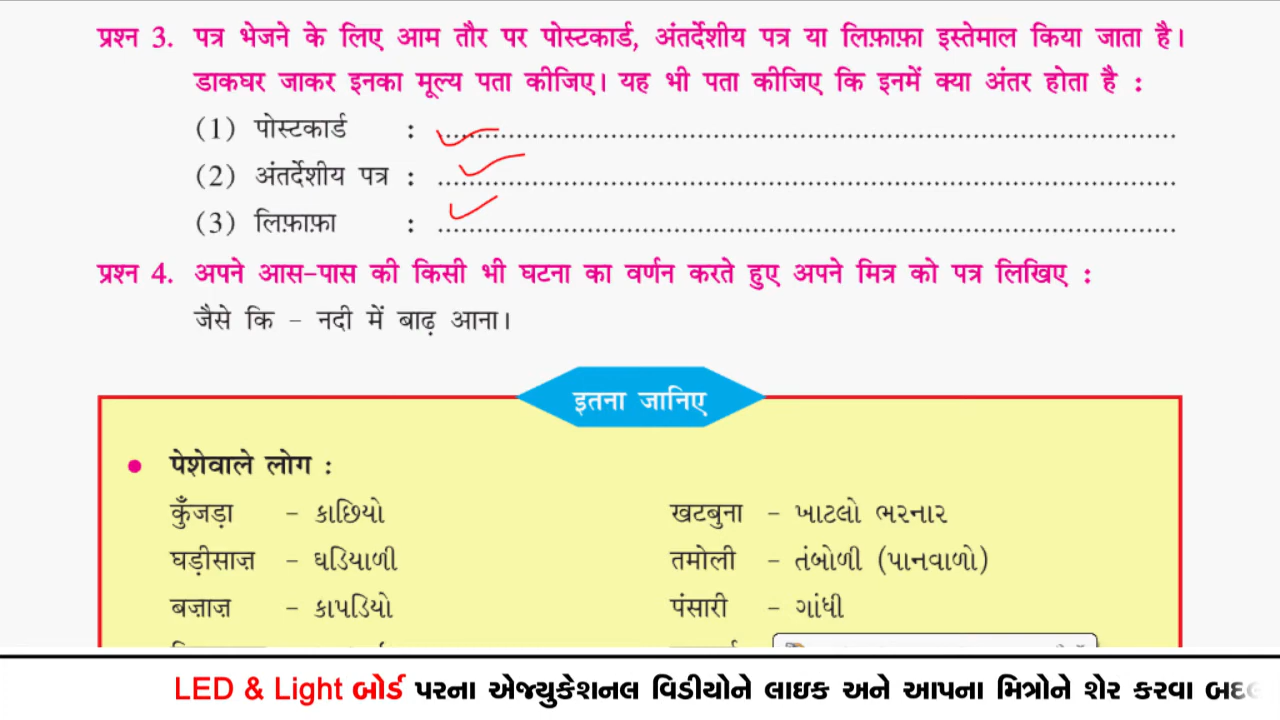 प्रश्न 3. पत्र भेजने के लिए आम तौर पर पोस्टकार्ड, अंतर्देशीय पत्र या लिफ़ाफ़ा इस्तेमाल किया जाता है।
डाकघर जाकर इनका मूल्य पता कीजिए। यह भी पता कीजिए कि इनमें क्या अंतर होता है :
(1) पोस्टकार्ड : ........................................................................
(2) अंतर्देशीय पत्र : ........................................................................
(3) लिफ़ाफ़ा : ........................................................................
प्रश्न 4. अपने आस-पास की किसी भी घटना का वर्णन करते हुए अपने मित्र को पत्र लिखिए :
जैसे कि - नदी में बाढ़ आना।
इतना जानिए
• पेशेवाले लोग :
कुँजड़ा - કાછિયો खटबुना - ખાટલો ભરનાર
घड़ीसाज़ - ઘડિયાળી तमोली - તંબોળી (પાનવાળો)
बज़ाज़ - કાપડિયો पंसारी - ગાંધી
LED & Light બોર્ડ પરના એજ્યુકેશનલ વિડીયોને લાઇક અને આપના મિત્રોને શેર કરવા